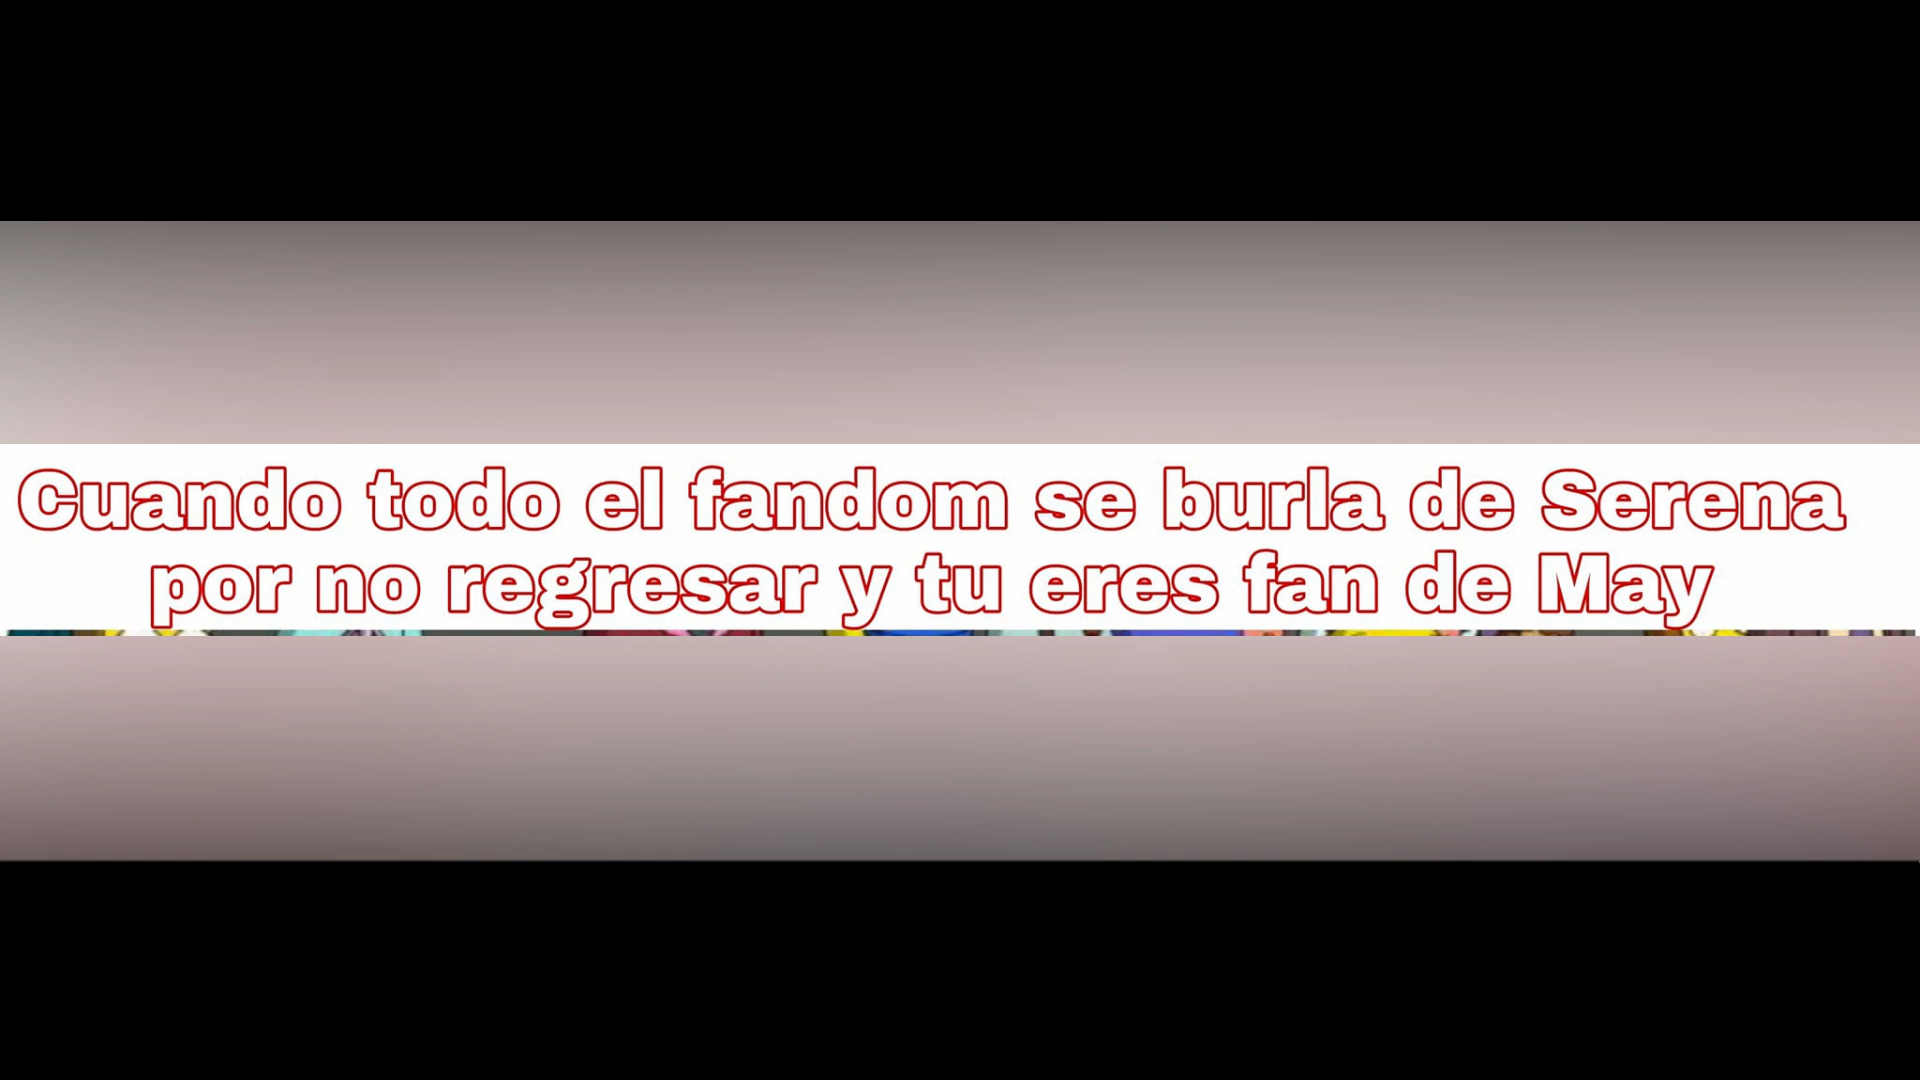 Cuando todo el fandom se burla de Serena
por no regresar y tu eres fan de May